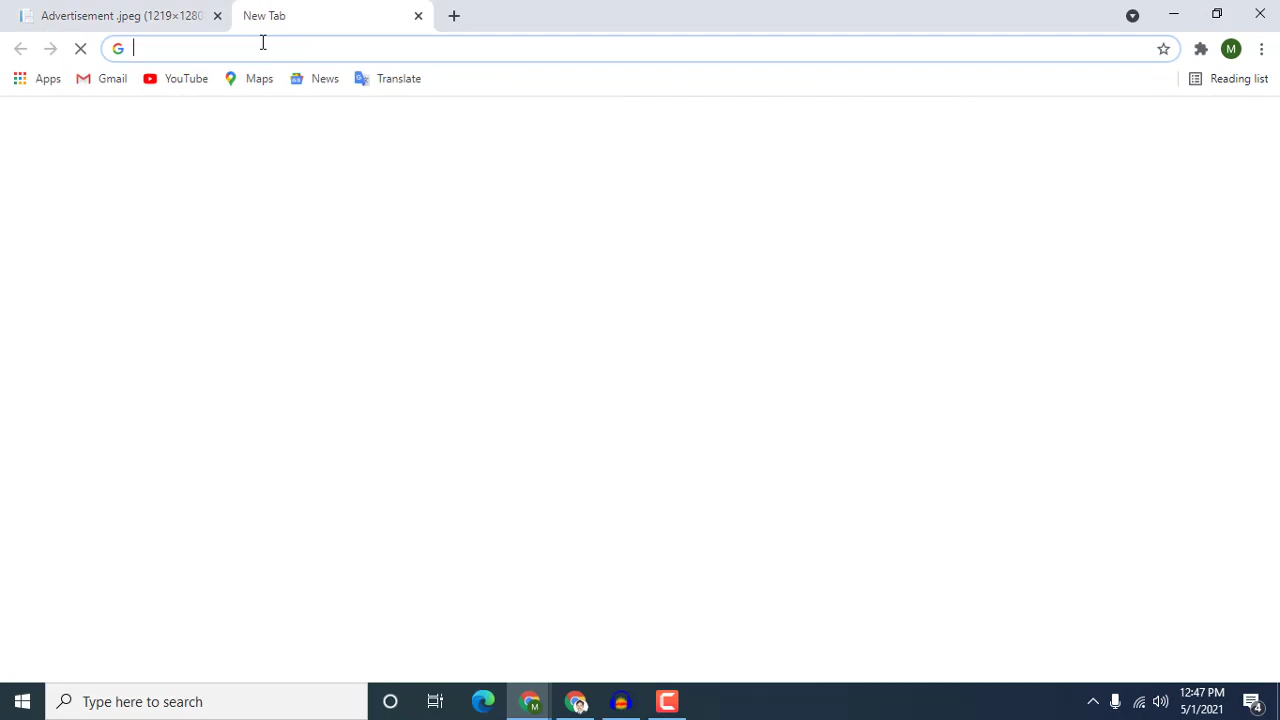 Advertisement .jpeg (1219×1280
New Tab
Apps
Gmail
YouTube
Maps
News
Translate
Reading list
M
Type here to search
M
12:47 PM
5/1/2021
4